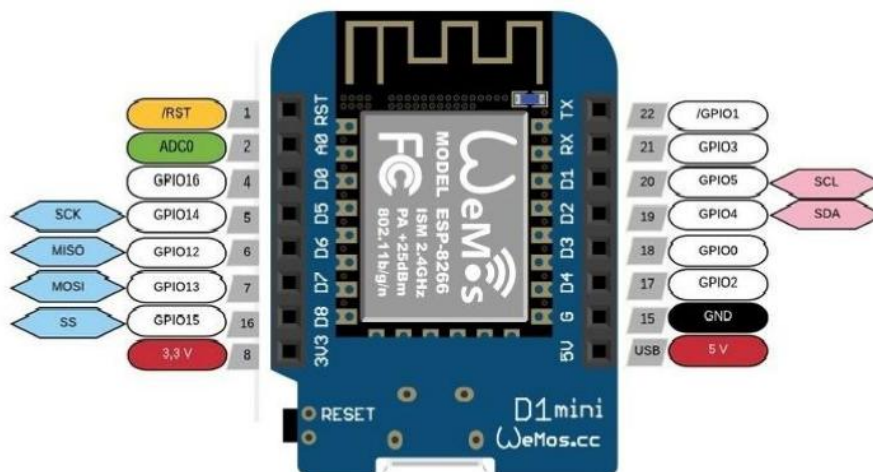 /RST 1 RST TX 22 /GPIO1
ADC0 2 A0 RX 21 GPIO3
GPIO16 4 D0 D1 20 GPIO5 SCL
SCK GPIO14 5 D5 D2 19 GPIO4 SDA
MISO GPIO12 6 D6 D3 18 GPIO0
MOSI GPIO13 7 D7 D4 17 GPIO2
SS GPIO15 16 D8 G 15 GND
3,3 V 8 3V3 5V USB 5 V
WeMos
MODEL ESP-8266
ISM 2.4GHz
PA +25dBm
802.11b/g/n
FC
RESET
D1mini
WeMos.cc